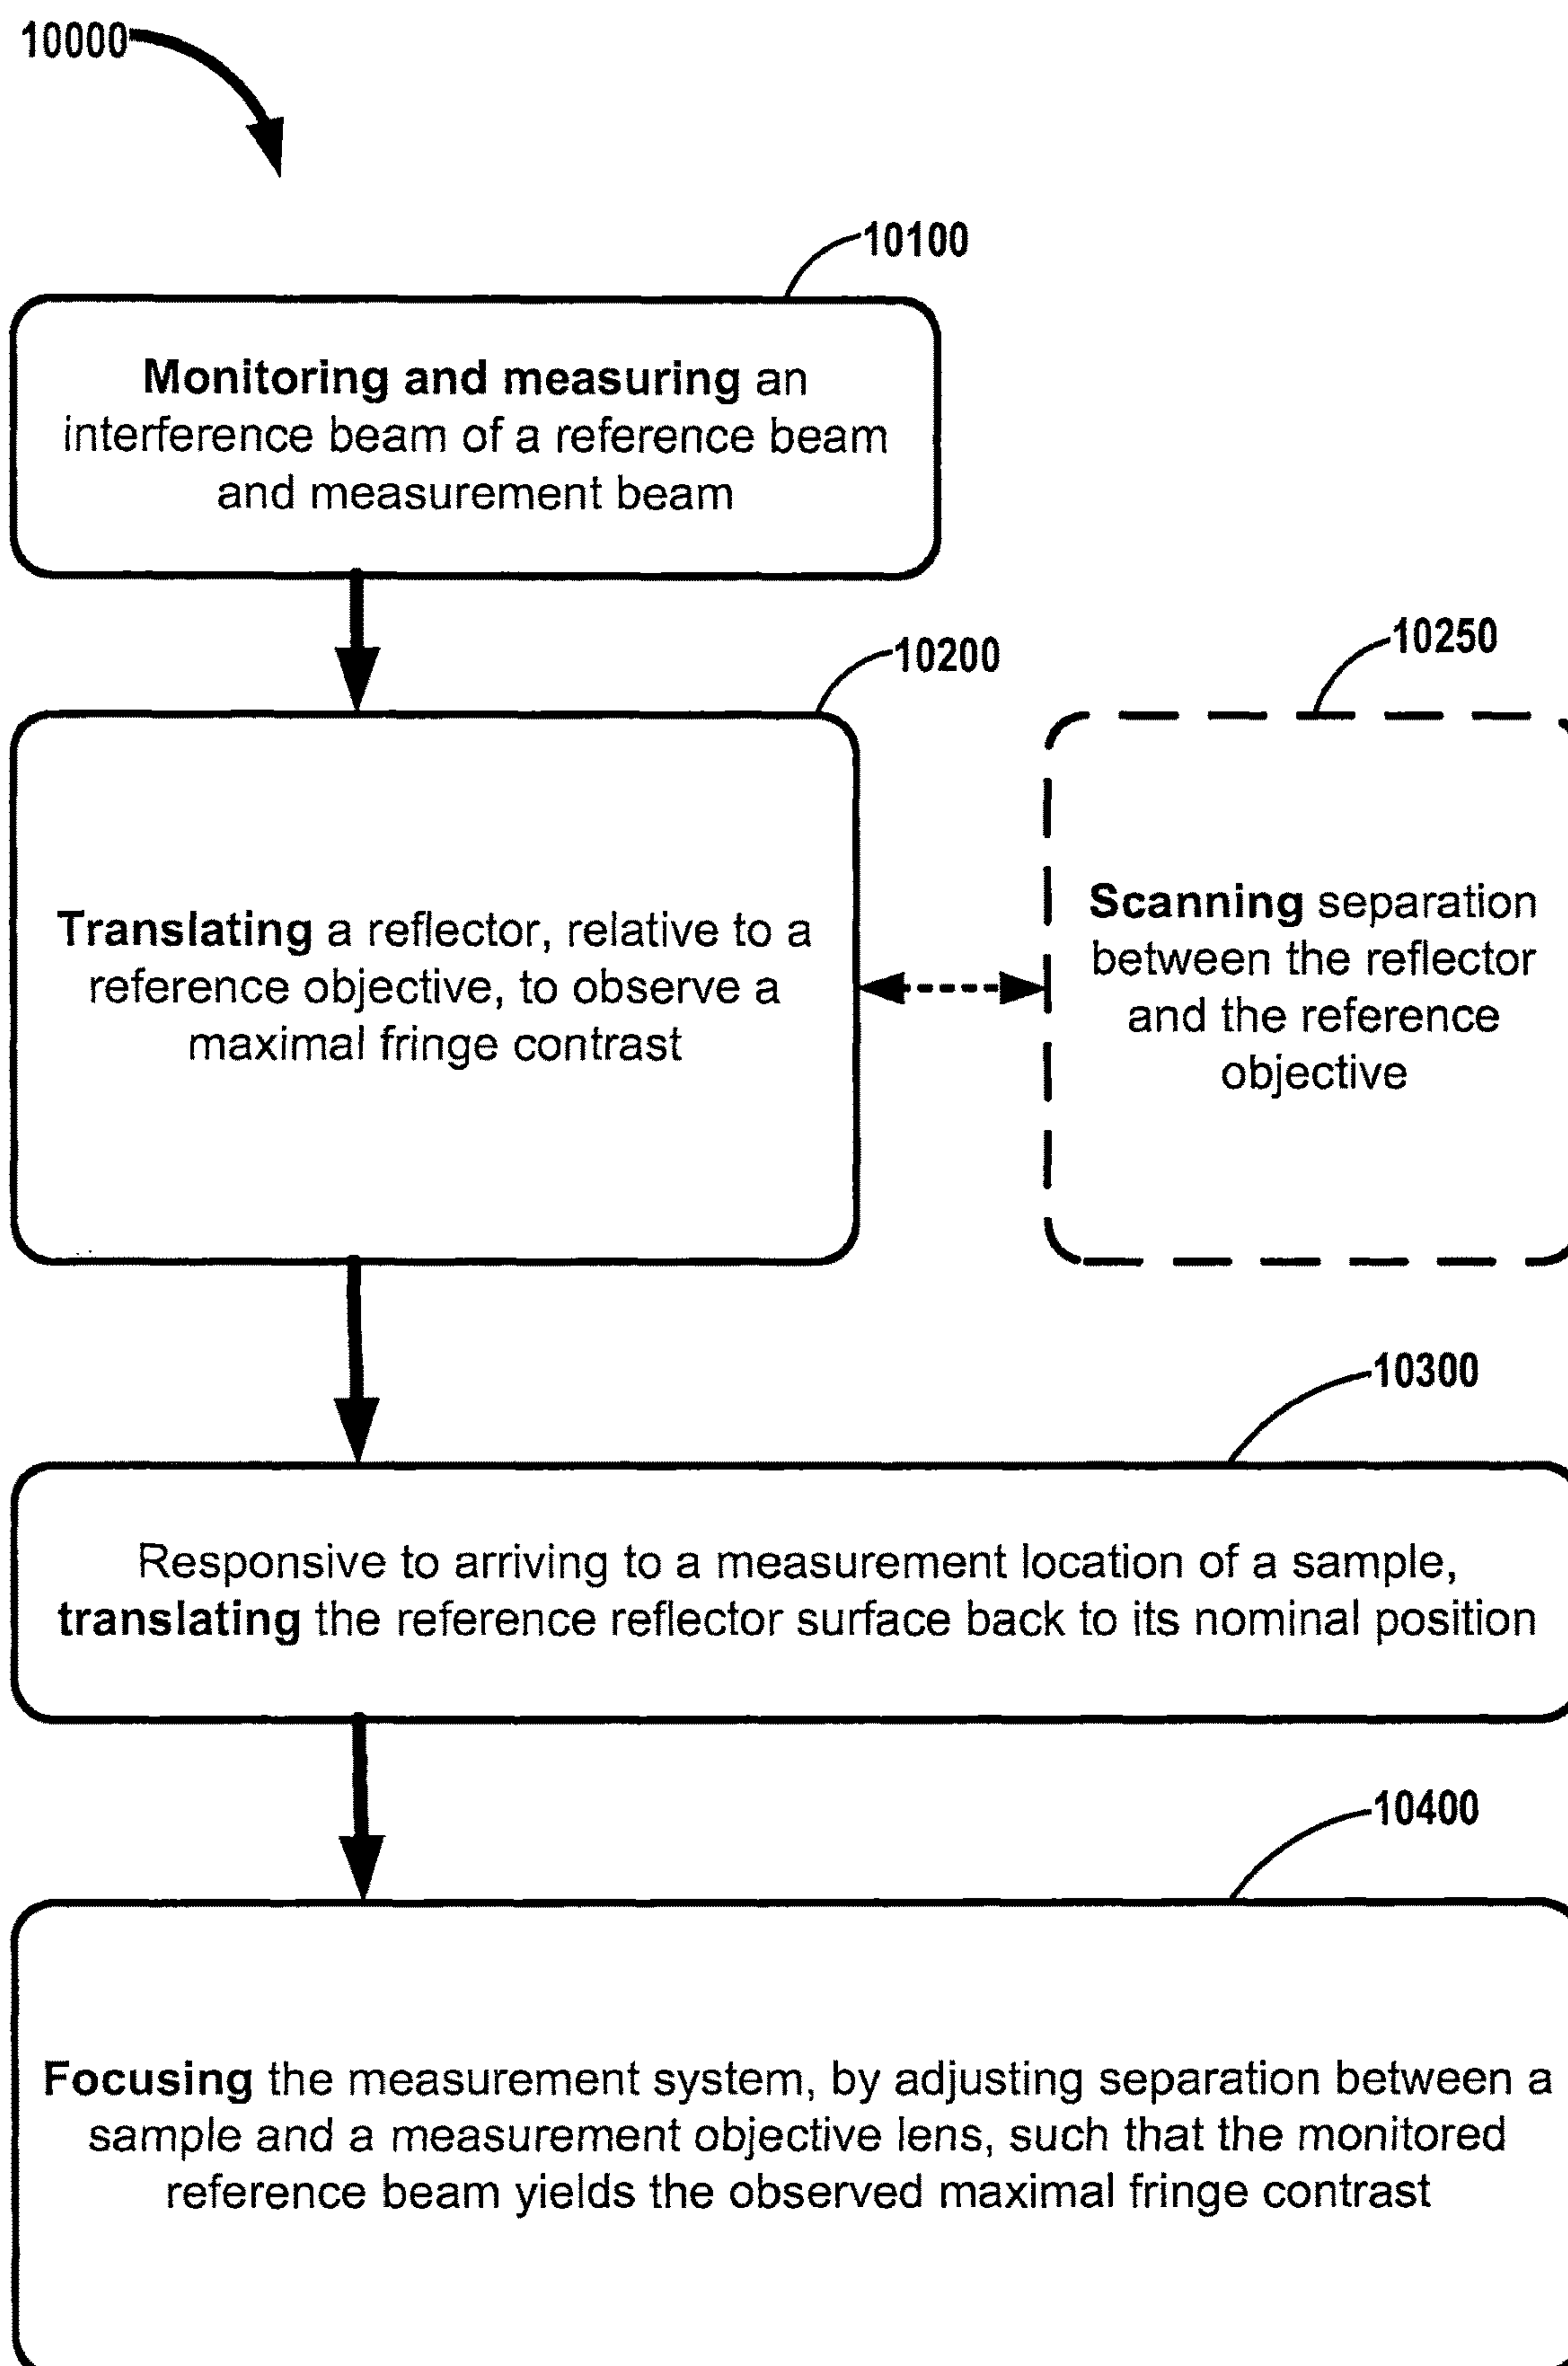 10000
10100
Monitoring and measuring an
interference beam of a reference beam
and measurement beam
10200
Translating a reflector, relative to a
reference objective, to observe a
maximal fringe contrast
10250
Scanning separation
between the reflector
and the reference
objective
10300
Responsive to arriving to a measurement location of a sample,
translating the reference reflector surface back to its nominal position
10400
Focusing the measurement system, by adjusting separation between a
sample and a measurement objective lens, such that the monitored
reference beam yields the observed maximal fringe contrast